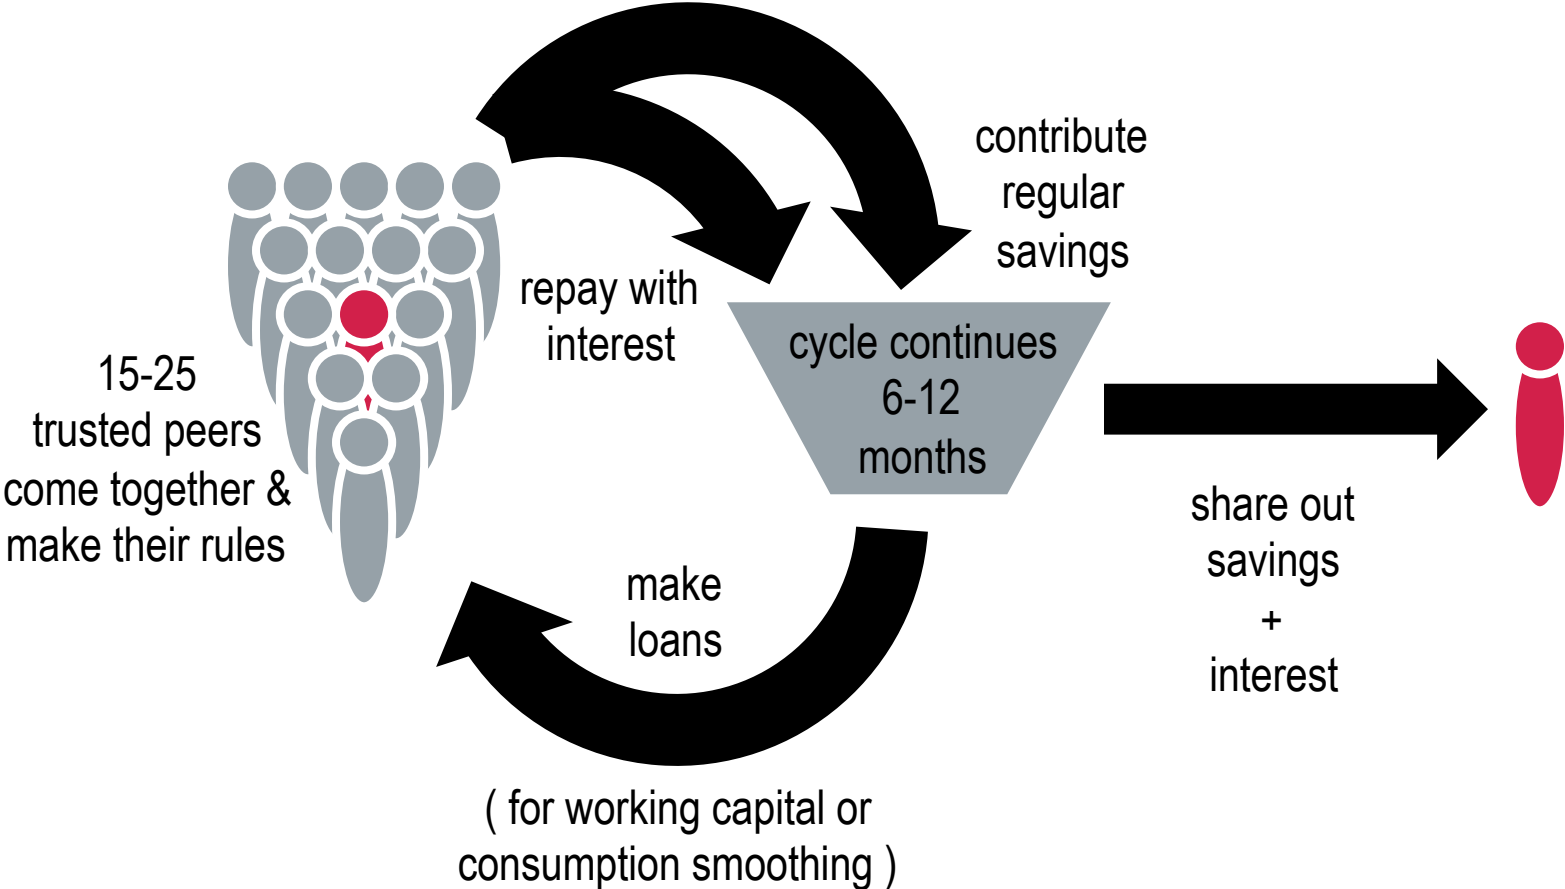 15-25
trusted peers
come together &
make their rules
repay with
interest
contribute
regular
savings
cycle continues
6-12
months
make
loans
( for working capital or
consumption smoothing )
share out
savings
+
interest